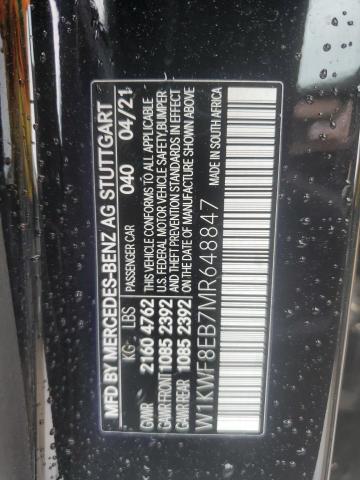 MFD BY MERCEDES-BENZ AG STUTTGART
PASSENGER CAR 040 04/21
KG- LBS
GVWR 2160 4762
GAWR FRONT 1085 2392
GAWR REAR 1085 2392
THIS VEHICLE CONFORMS TO ALL APPLICABLE
U.S. FEDERAL MOTOR VEHICLE SAFETY,BUMPER,
AND THEFT PREVENTION STANDARDS IN EFFECT
ON THE DATE OF MANUFACTURE SHOWN ABOVE.
MADE IN SOUTH AFRICA
W1KWF8EB7MR648847